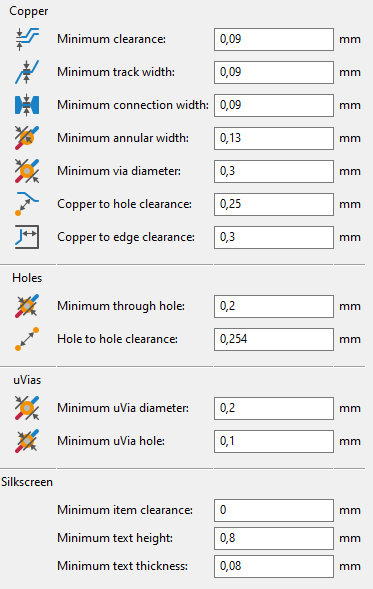 Copper
Minimum clearance: 0,09 mm
Minimum track width: 0,09 mm
Minimum connection width: 0,09 mm
Minimum annular width: 0,13 mm
Minimum via diameter: 0,3 mm
Copper to hole clearance: 0,25 mm
Copper to edge clearance: 0,3 mm
Holes
Minimum through hole: 0,2 mm
Hole to hole clearance: 0,254 mm
uVias
Minimum uVia diameter: 0,2 mm
Minimum uVia hole: 0,1 mm
Silkscreen
Minimum item clearance: 0 mm
Minimum text height: 0,8 mm
Minimum text thickness: 0,08 mm